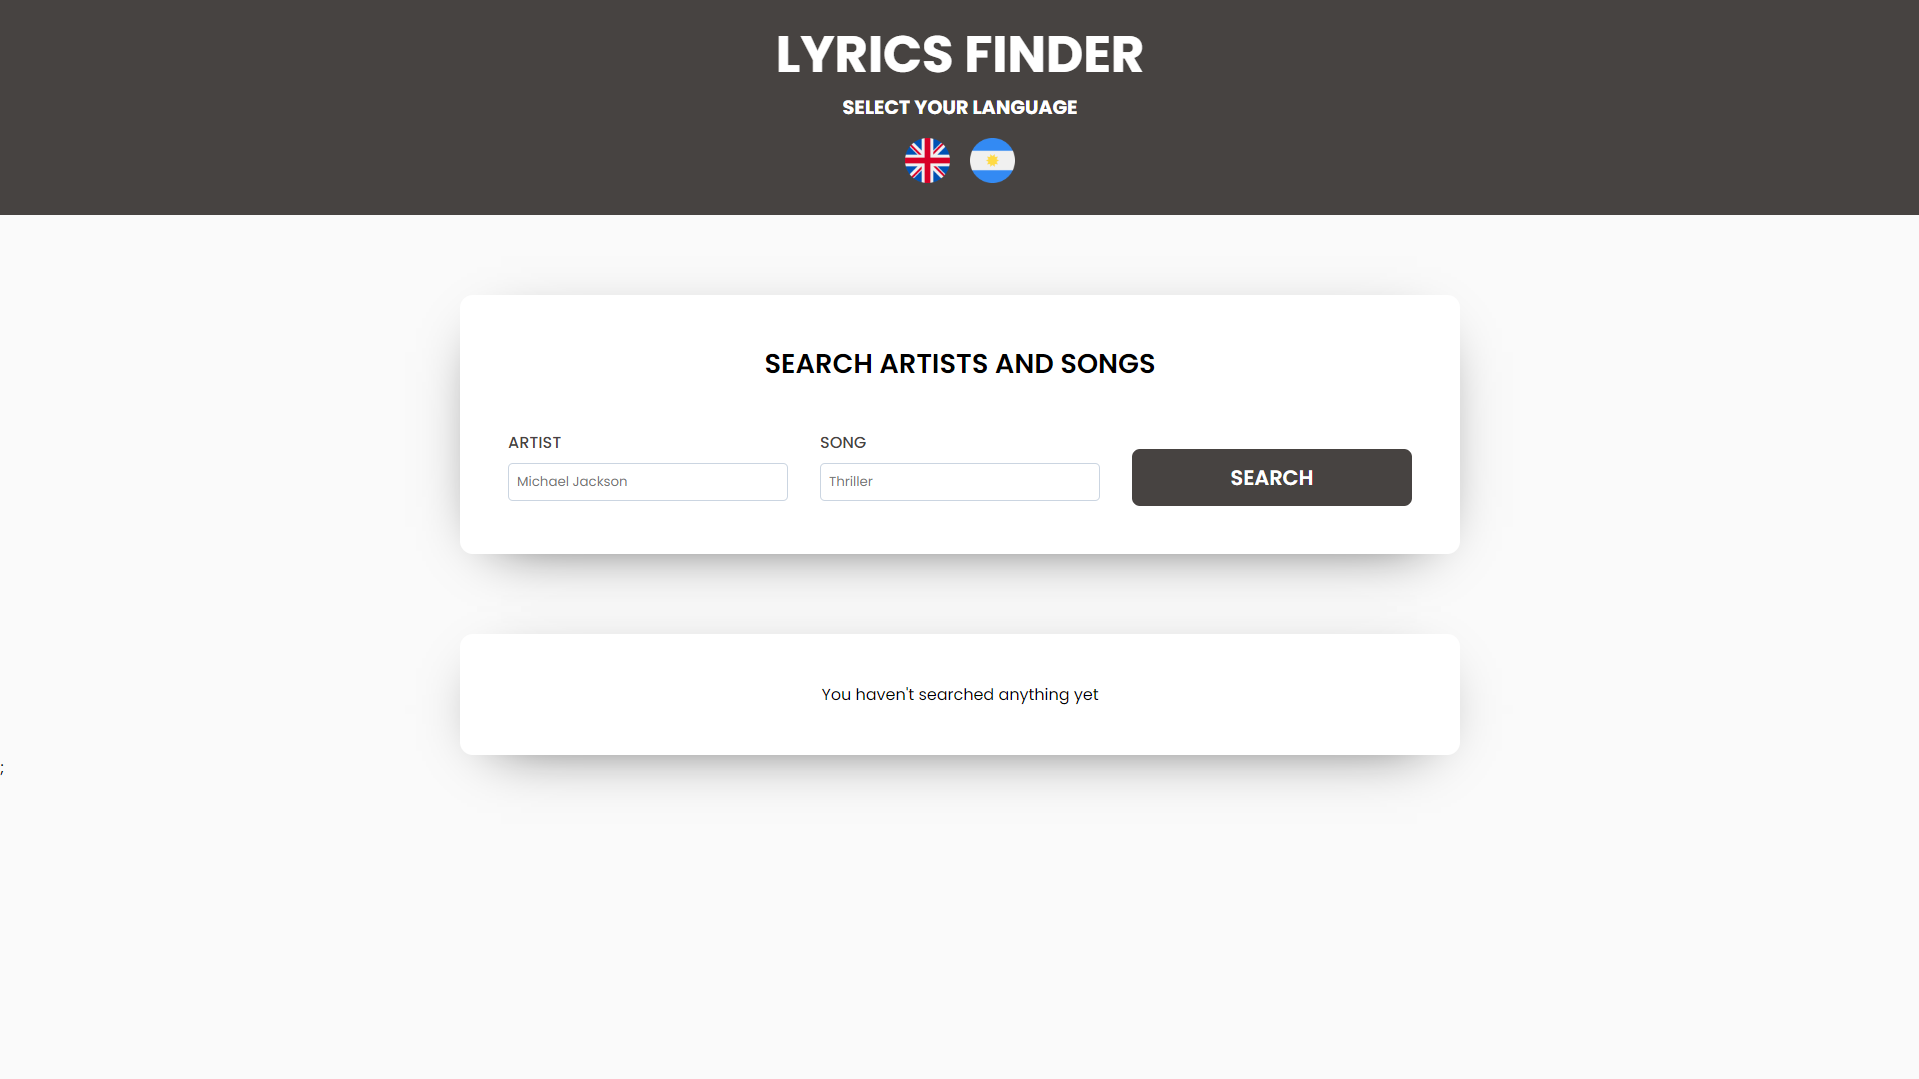 LYRICS FINDER
SELECT YOUR LANGUAGE
SEARCH ARTISTS AND SONGS
ARTIST
Michael Jackson
SONG
Thriller
SEARCH
You haven't searched anything yet
;